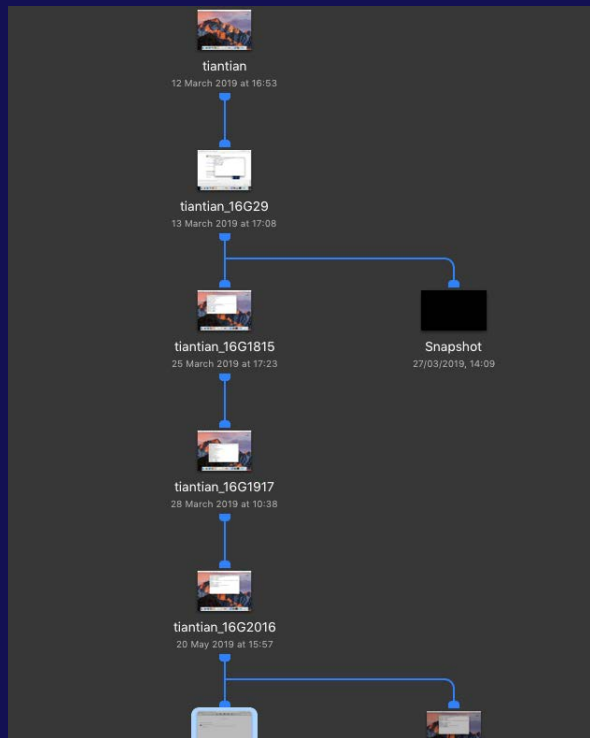 tiantian
12 March 2019 at 16:53
tiantian_16G29
13 March 2019 at 17:08
tiantian_16G1815
25 March 2019 at 17:23
Snapshot
27/03/2019, 14:09
tiantian_16G1917
28 March 2019 at 10:38
tiantian_16G2016
20 May 2019 at 15:57